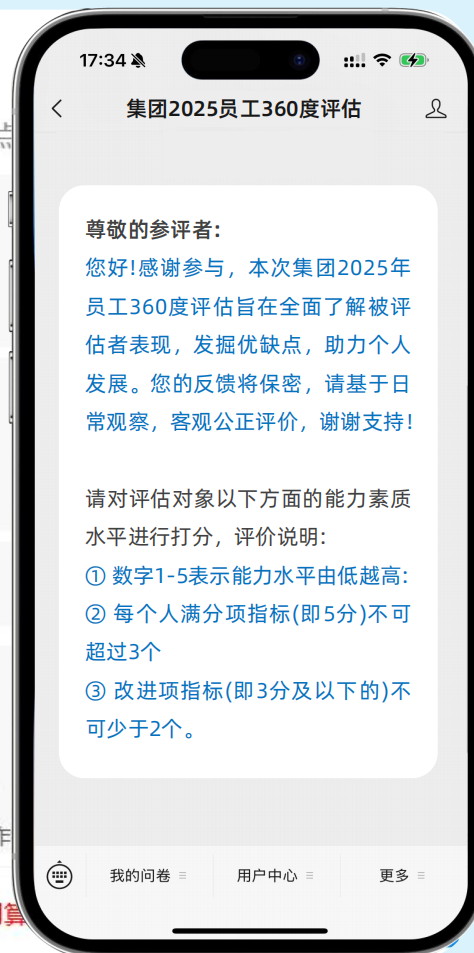 17:34
集团2025员工360度评估
尊敬的参评者:
您好!感谢参与，本次集团2025年
员工360度评估旨在全面了解被评
估者表现，发掘优缺点，助力个人
发展。您的反馈将保密，请基于日
常观察，客观公正评价，谢谢支持!
请对评估对象以下方面的能力素质
水平进行打分，评价说明:
① 数字1-5表示能力水平由低越高:
② 每个人满分项指标(即5分)不可
超过3个
③ 改进项指标(即3分及以下的)不
可少于2个。
我的问卷
用户中心
更多